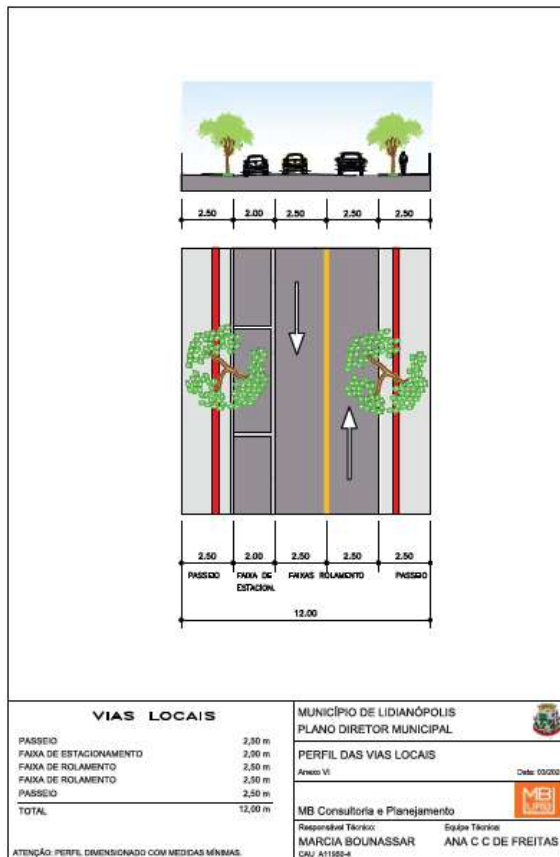 2.50 2.00 2.50 2.50 2.50
2.50 2.00 2.50 2.50 2.50
PASSEIO FAIXA DE FAIXAS ROLAMENTO PASSEIO
ESTACION.
12.00
VIAS LOCAIS
PASSEIO 2,50 m
FAIXA DE ESTACIONAMENTO 2,00 m
FAIXA DE ROLAMENTO 2,50 m
FAIXA DE ROLAMENTO 2,50 m
PASSEIO 2,50 m
TOTAL 12,00 m
ATENÇÃO: PERFIL DIMENSIONADO COM MEDIDAS MÍNIMAS.
MUNICÍPIO DE LIDIANÓPOLIS
PLANO DIRETOR MUNICIPAL
PERFIL DAS VIAS LOCAIS
Anexo VI Data:
MB Consultoria e Planejamento
MB
Responsável Técnico: Equipe Técnica:
MARCIA BOUNASSAR ANA C C DE FREITAS
CAU